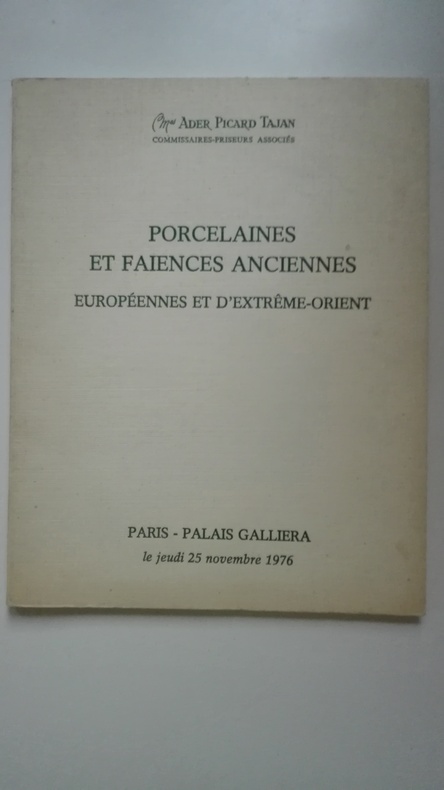 Mes ADER PICARD TAJAN
COMMISSAIRES-PRISEURS ASSOCIÉS
PORCELAINES
ET FAIENCES ANCIENNES
EUROPÉENNES ET D'EXTRÊME-ORIENT
PARIS - PALAIS GALLIERA
le jeudi 25 novembre 1976